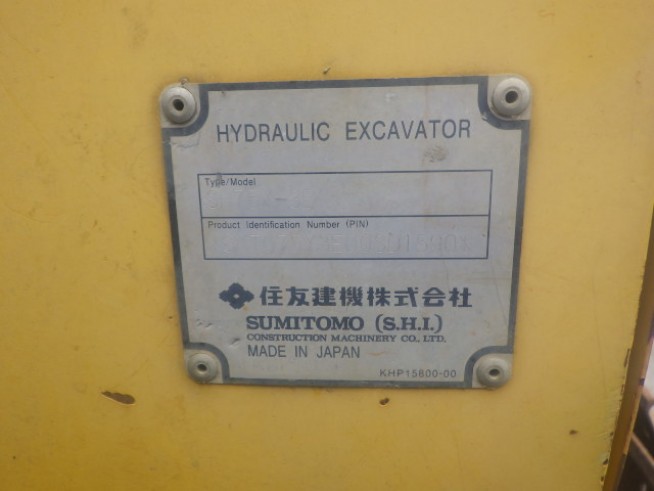 HYDRAULIC EXCAVATOR
Type/Model
Product Identification Number (PIN)
住友建機株式会社
SUMITOMO (S.H.I.)
CONSTRUCTION MACHINERY CO., LTD.
MADE IN JAPAN
KHP15800-00